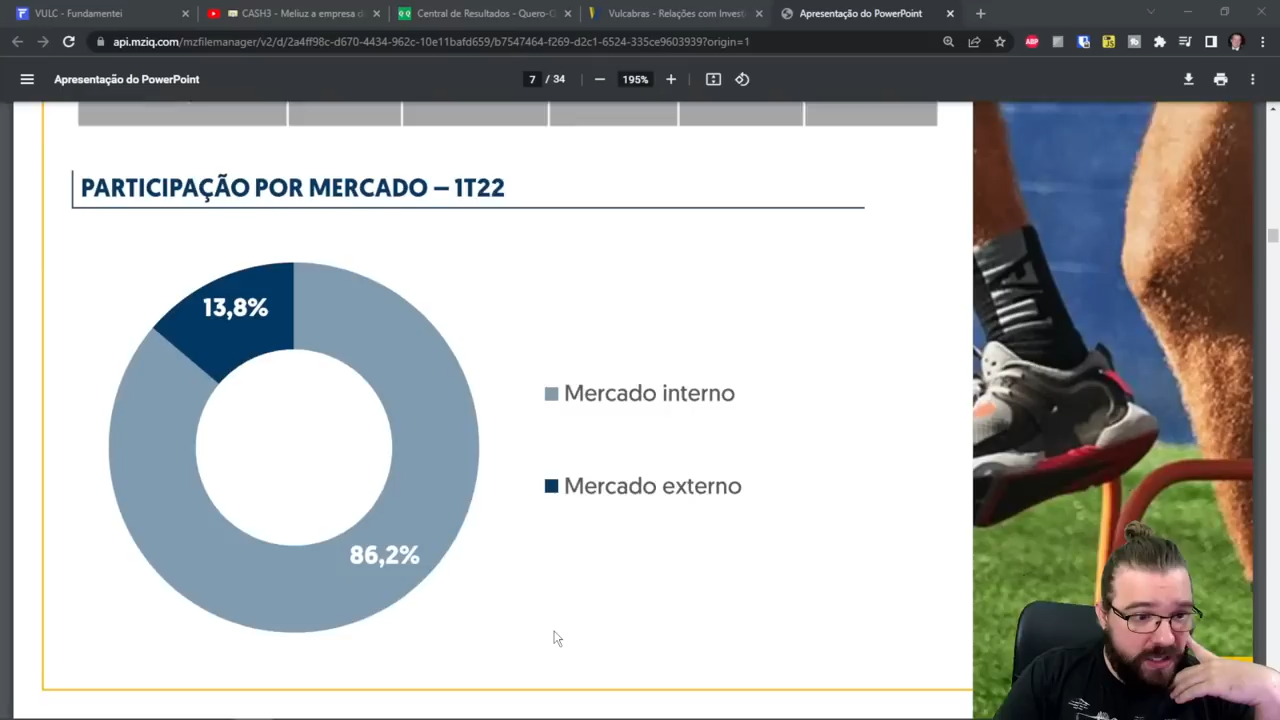 VULC - Fundamentei
CASH3 - Meliuz a empresa d
Central de Resultados - Quero-
Vulcabras - Relações com Invest
Apresentação do PowerPoint
api.mziq.com/mzfilemanager/v2/d/2a4ff98c-d670-4434-962c-10e11bafd659/b7547464-f269-d2c1-6524-335ce9603939?origin=1
Apresentação do PowerPoint
7 / 34
195%
PARTICIPAÇÃO POR MERCADO – 1T22
13,8%
86,2%
Mercado interno
Mercado externo